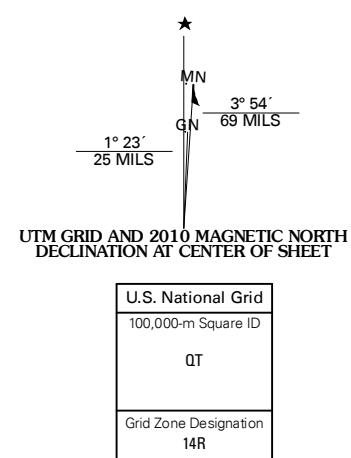 ★
MN
3° 54´
69 MILS
GN
1° 23´
25 MILS
UTM GRID AND 2010 MAGNETIC NORTH
DECLINATION AT CENTER OF SHEET
U.S. National Grid
100,000-m Square ID
QT
Grid Zone Designation
14R